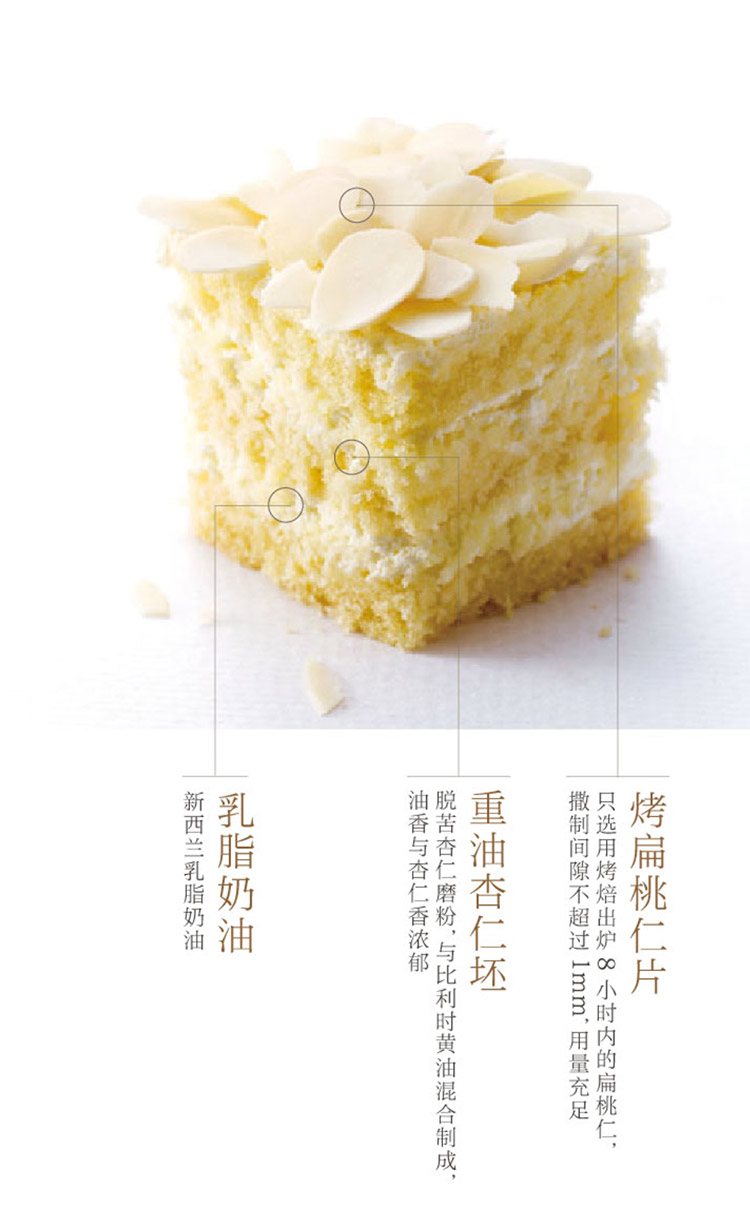 烤扁桃仁片
只选用烤焙出炉8小时内的扁桃仁,
撒制间隙不超过1mm,用量充足
重油杏仁坯
脱苦杏仁磨粉,与比利时黄油混合制成,
油香与杏仁香浓郁
乳脂奶油
新西兰乳脂奶油